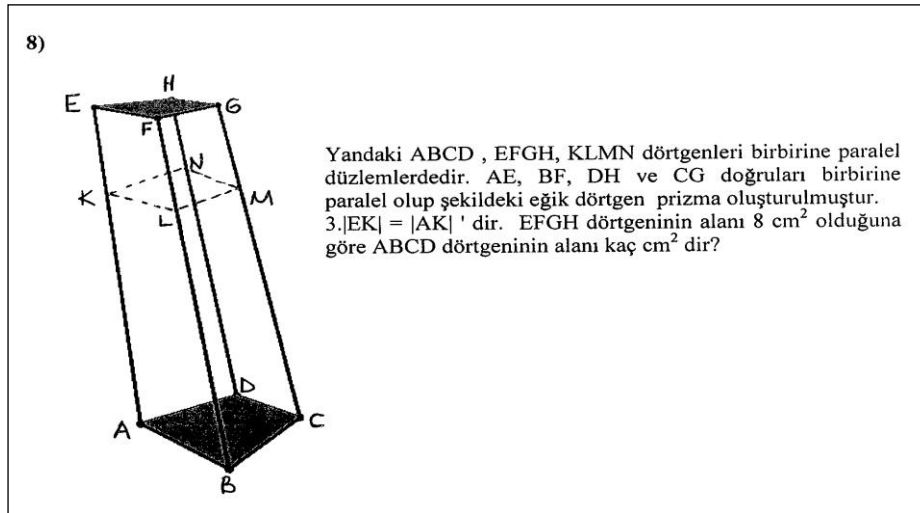 8)
H
E
G
F
N
K
M
L
Yandaki ABCD , EFGH, KLMN dörtgenleri birbirine paralel
düzlemlerdedir. AE, BF, DH ve CG doğruları birbirine
paralel olup şekildeki eğik dörtgen prizma oluşturulmuştur.
3.|EK| = |AK| ' dir. EFGH dörtgeninin alanı 8 cm² olduğuna
göre ABCD dörtgeninin alanı kaç cm² dir?
D
A
C
B